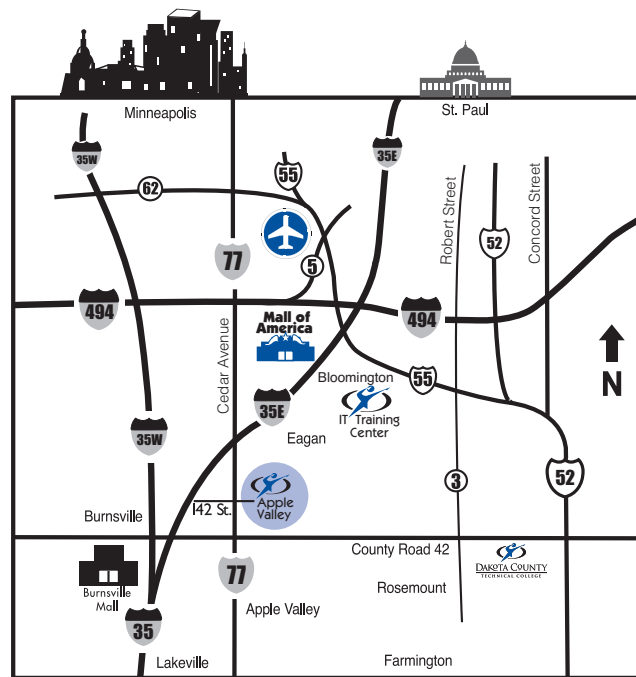 Minneapolis
St. Paul
35W
55
35E
62
Robert Street
Concord Street
52
77
5
494
Mall of
America
494
N
Cedar Avenue
Bloomington
55
IT Training
Center
35E
35W
Eagan
3
52
Apple
Valley
142 St.
Burnsville
County Road 42
DAKOTA COUNTY
TECHNICAL COLLEGE
Burnsville
Mall
77
Rosemount
Apple Valley
35
Lakeville
Farmington